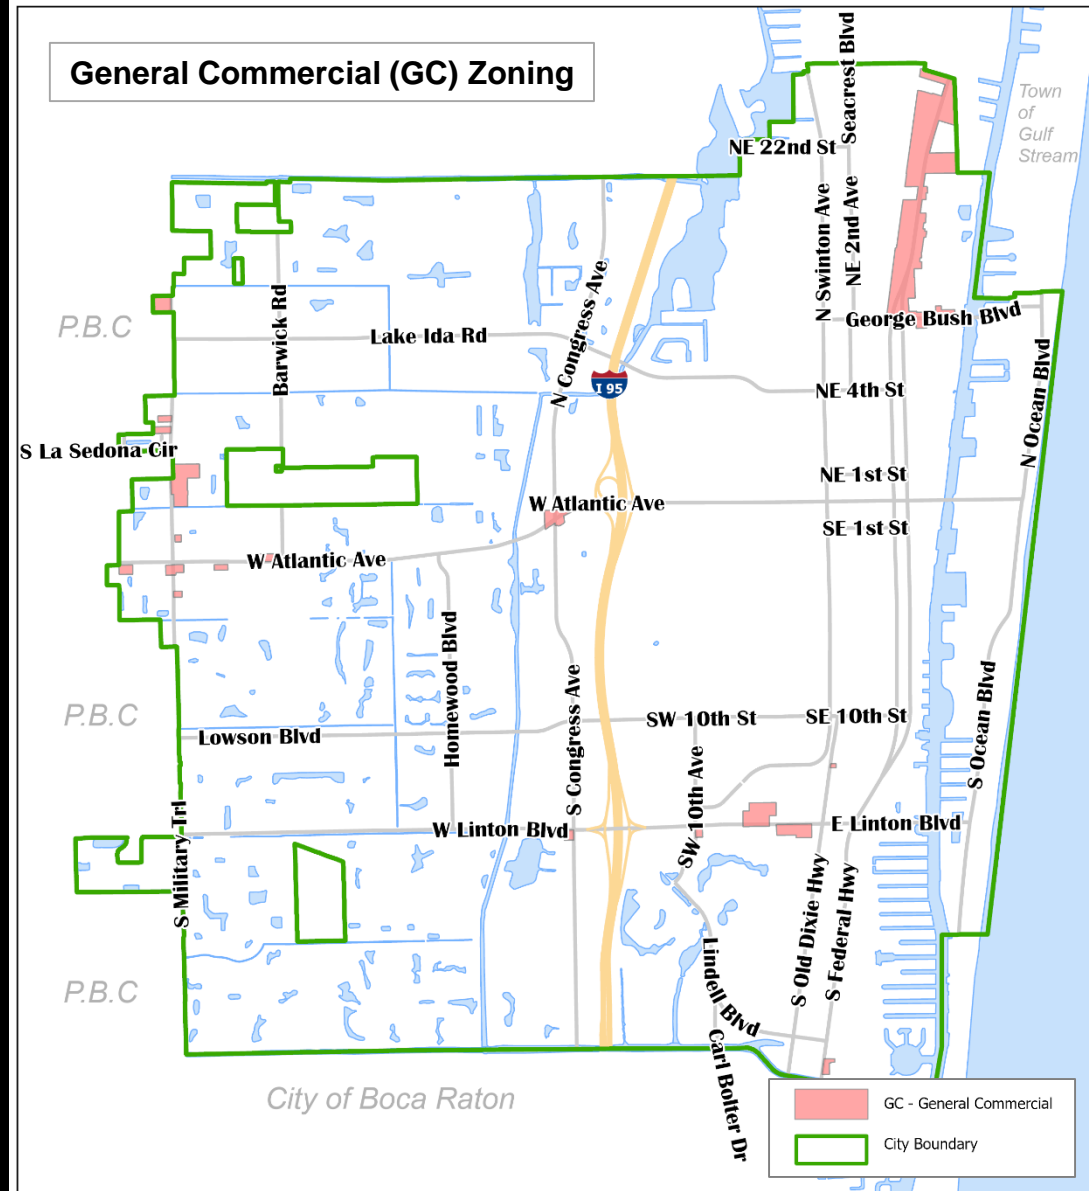 General Commercial (GC) Zoning
Seacrest Blvd
Town
of
Gulf
Stream
NE 22nd St
N Swinton Ave
NE 2nd Ave
P.B.C
Barwick Rd
Lake Ida Rd
N Congress Ave
George Bush Blvd
I 95
NE 4th St
N Ocean Blvd
S La Sedona Cir
NE 1st St
W Atlantic Ave
SE 1st St
W Atlantic Ave
Homewood Blvd
P.B.C
Lowson Blvd
S Congress Ave
SW 10th St
SE 10th St
S Ocean Blvd
SW 10th Ave
S Military Trl
W Linton Blvd
E Linton Blvd
S Old Dixie Hwy
S Federal Hwy
P.B.C
Lindell Blvd
Carl Bolter Dr
City of Boca Raton
GC - General Commercial
City Boundary